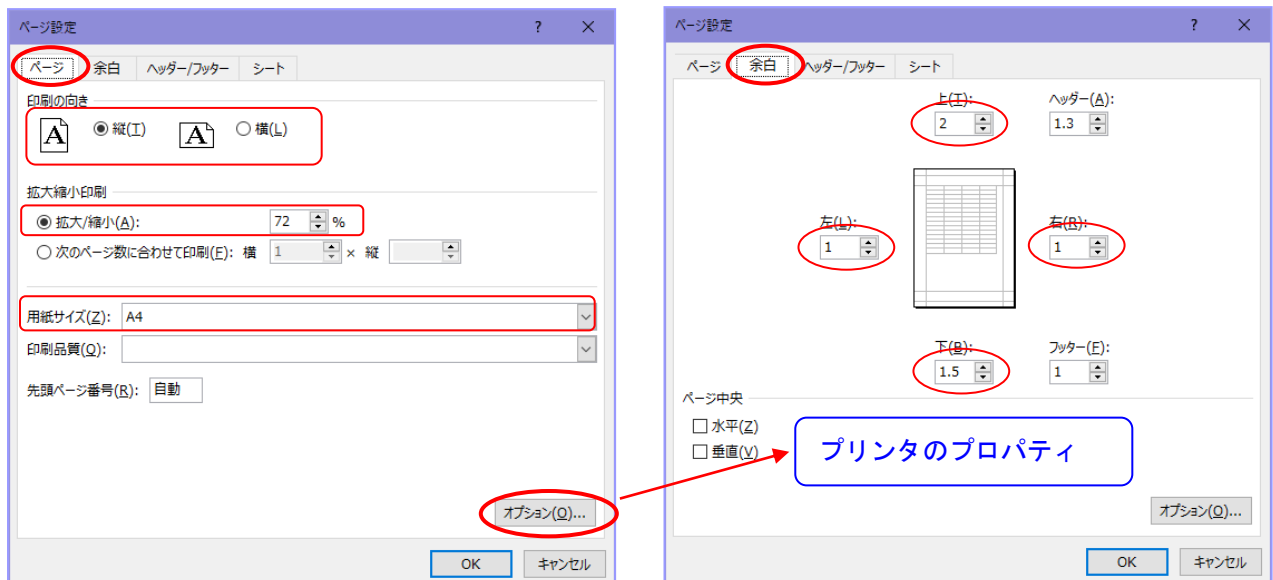 ページ設定 ? ×
ページ 余白 ヘッダー/フッター シート
印刷の向き
A 縦(T) A 横(L)
拡大縮小印刷
拡大/縮小(A): 72 %
次のページ数に合わせて印刷(F): 横 1 × 縦
用紙サイズ(Z): A4
印刷品質(Q):
先頭ページ番号(R): 自動
オプション(O)...
OK キャンセル
ページ設定 ? ×
ページ 余白 ヘッダー/フッター シート
上(T): ヘッダー(A):
2 1.3
左(L): 右(R):
1 1
下(B): フッター(F):
1.5 1
ページ中央
水平(Z)
垂直(V)
プリンタのプロパティ
オプション(O)...
OK キャンセル